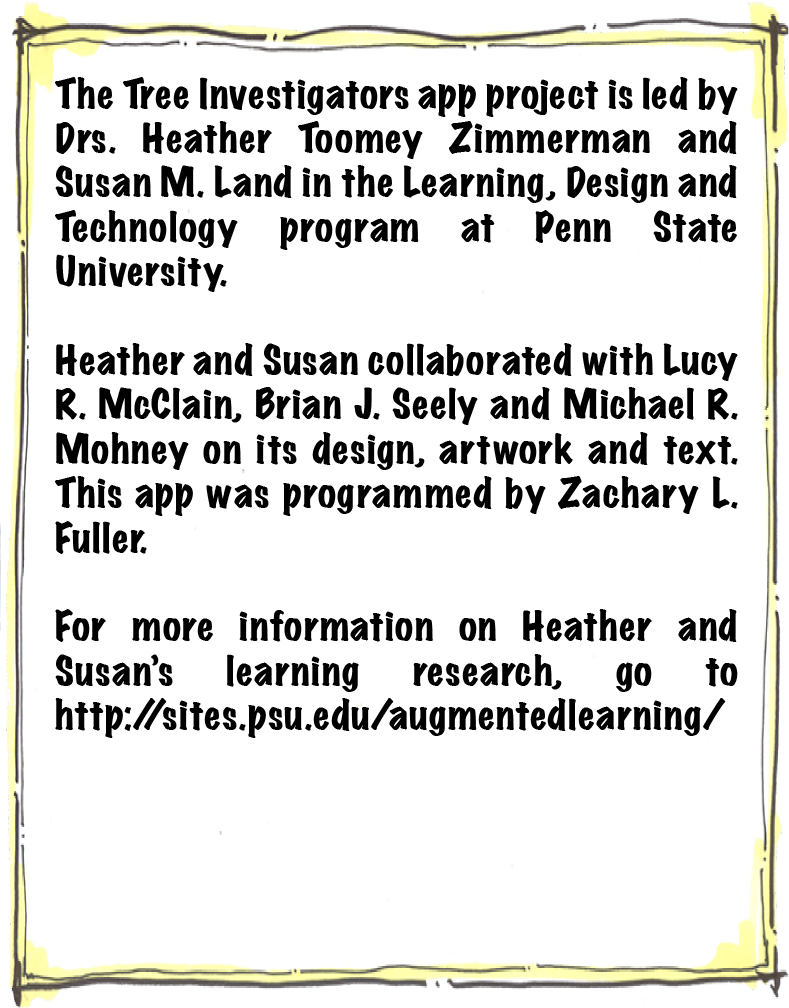 The Tree Investigators app project is led by
Drs. Heather Toomey Zimmerman and
Susan M. Land in the Learning, Design and
Technology program at Penn State
University.
Heather and Susan collaborated with Lucy
R. McClain, Brian J. Seely and Michael R.
Mohney on its design, artwork and text.
This app was programmed by Zachary L.
Fuller.
For more information on Heather and
Susan's learning research, go to
http://sites.psu.edu/augmentedlearning/